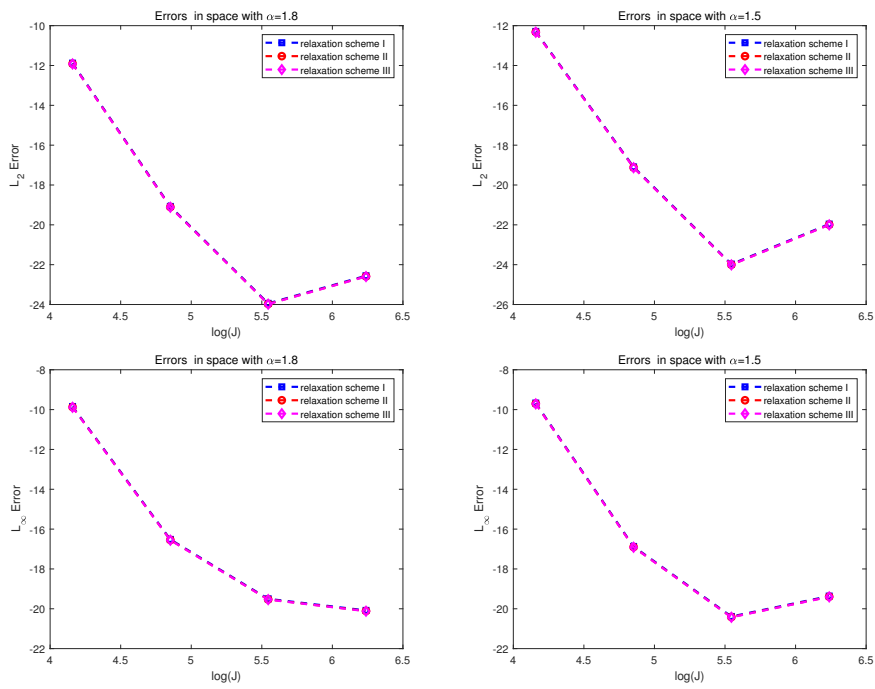 Errors  in space with α=1.8
relaxation scheme I
relaxation scheme II
relaxation scheme III
-10
-12
-14
-16
-18
-20
-22
-24
L2 Error
4
4.5
5
5.5
6
6.5
log(J)
Errors  in space with α=1.5
relaxation scheme I
relaxation scheme II
relaxation scheme III
-12
-14
-16
-18
-20
-22
-24
-26
L2 Error
4
4.5
5
5.5
6
6.5
log(J)
Errors  in space with α=1.8
relaxation scheme I
relaxation scheme II
relaxation scheme III
-8
-10
-12
-14
-16
-18
-20
-22
L∞ Error
4
4.5
5
5.5
6
6.5
log(J)
Errors  in space with α=1.5
relaxation scheme I
relaxation scheme II
relaxation scheme III
-8
-10
-12
-14
-16
-18
-20
-22
L∞ Error
4
4.5
5
5.5
6
6.5
log(J)